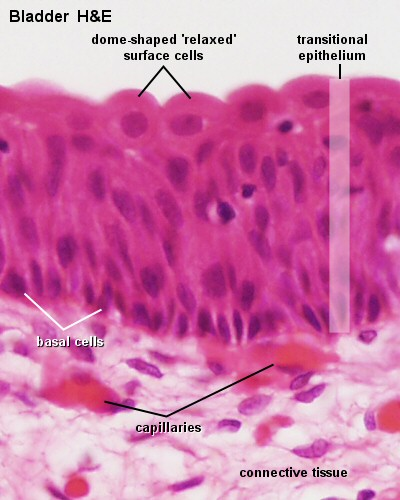 Bladder H&E
dome-shaped 'relaxed'
surface cells
transitional
epithelium
basal cells
capillaries
connective tissue